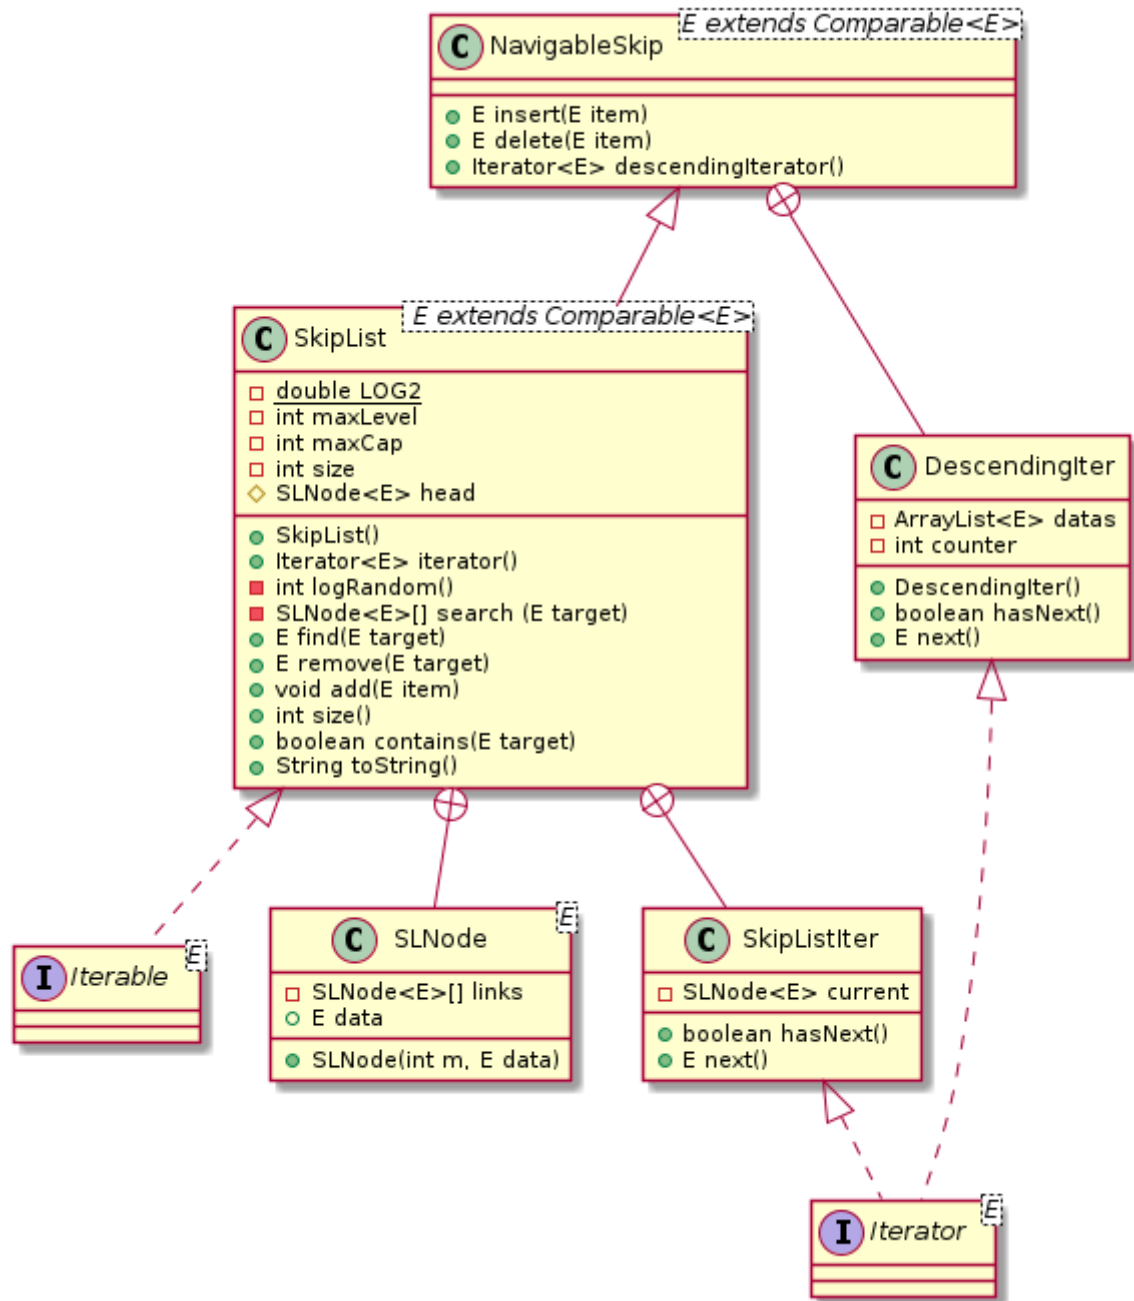 E extends Comparable<E>
C NavigableSkip
E insert(E item)
E delete(E item)
Iterator<E> descendingIterator()
E extends Comparable<E>
C SkipList
double LOG2
int maxLevel
int maxCap
int size
SLNode<E> head
SkipList()
Iterator<E> iterator()
int logRandom()
SLNode<E>[] search (E target)
E find(E target)
E remove(E target)
void add(E item)
int size()
boolean contains(E target)
String toString()
C DescendingIter
ArrayList<E> datas
int counter
DescendingIter()
boolean hasNext()
E next()
E
I Iterable
E
C SLNode
SLNode<E>[] links
E data
SLNode(int m, E data)
C SkipListIter
SLNode<E> current
boolean hasNext()
E next()
E
I Iterator